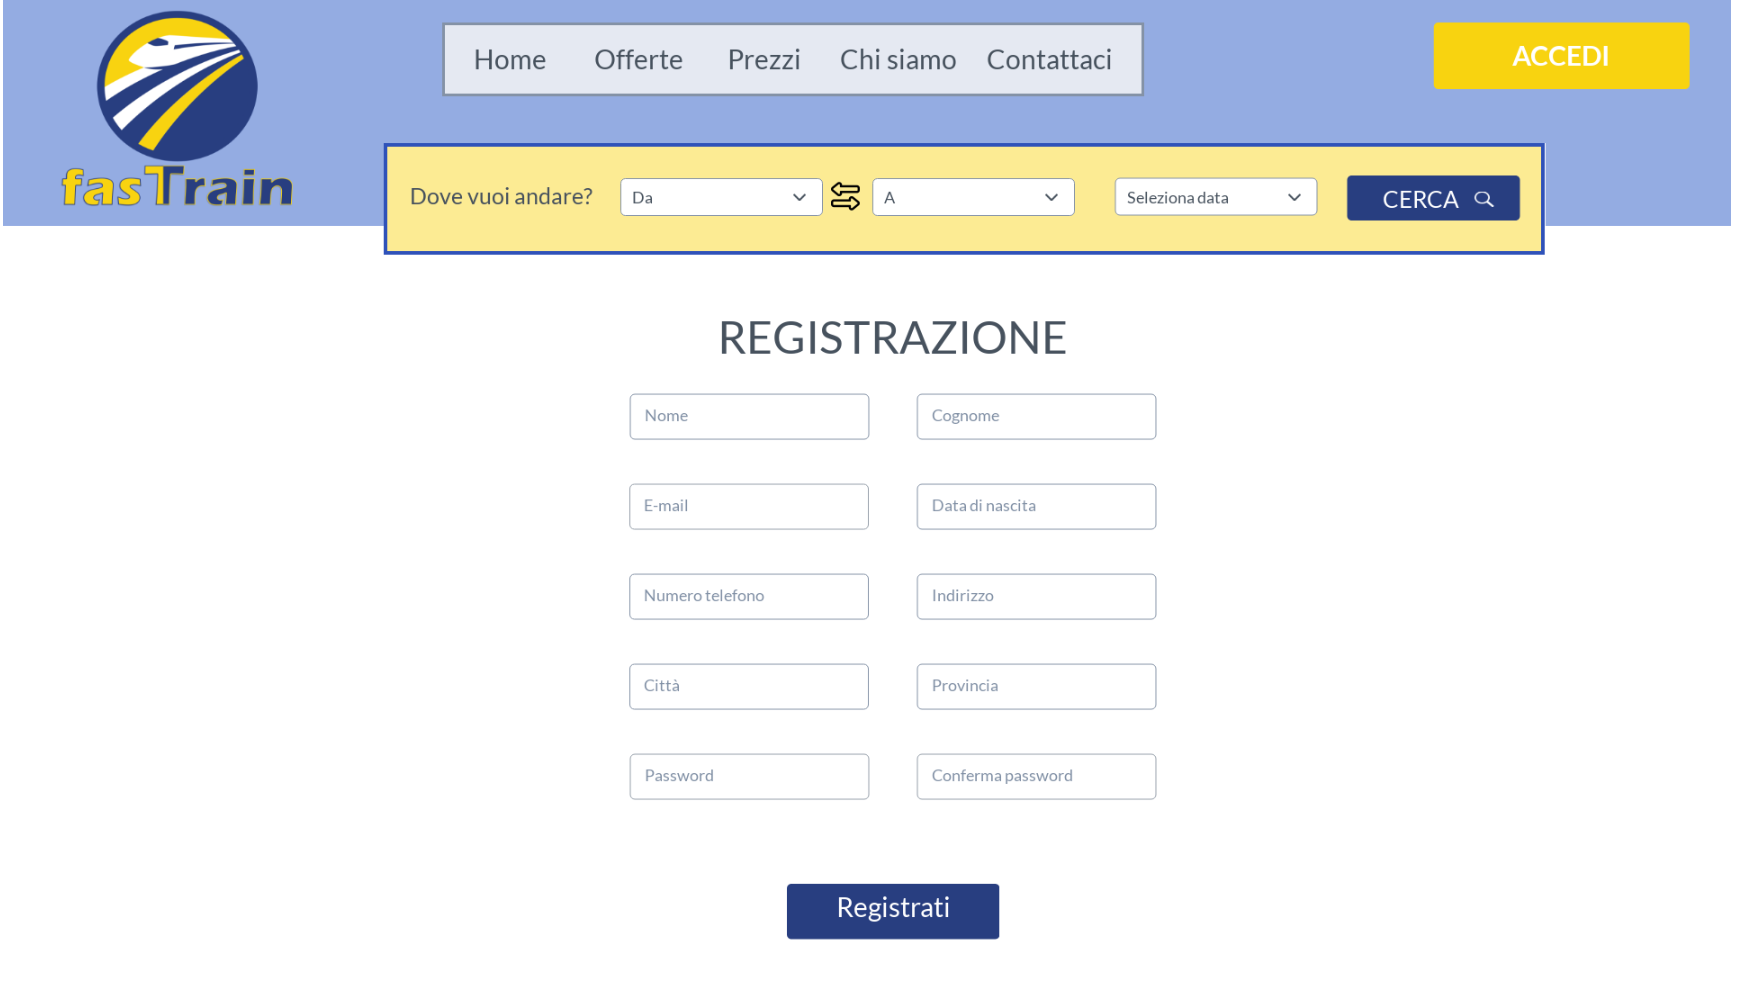 Home Offerte Prezzi Chi siamo Contattaci
ACCEDI
fasTrain
Dove vuoi andare? Da A Seleziona data CERCA
REGISTRAZIONE
Nome Cognome
E-mail Data di nascita
Numero telefono Indirizzo
Città Provincia
Password Conferma password
Registrati